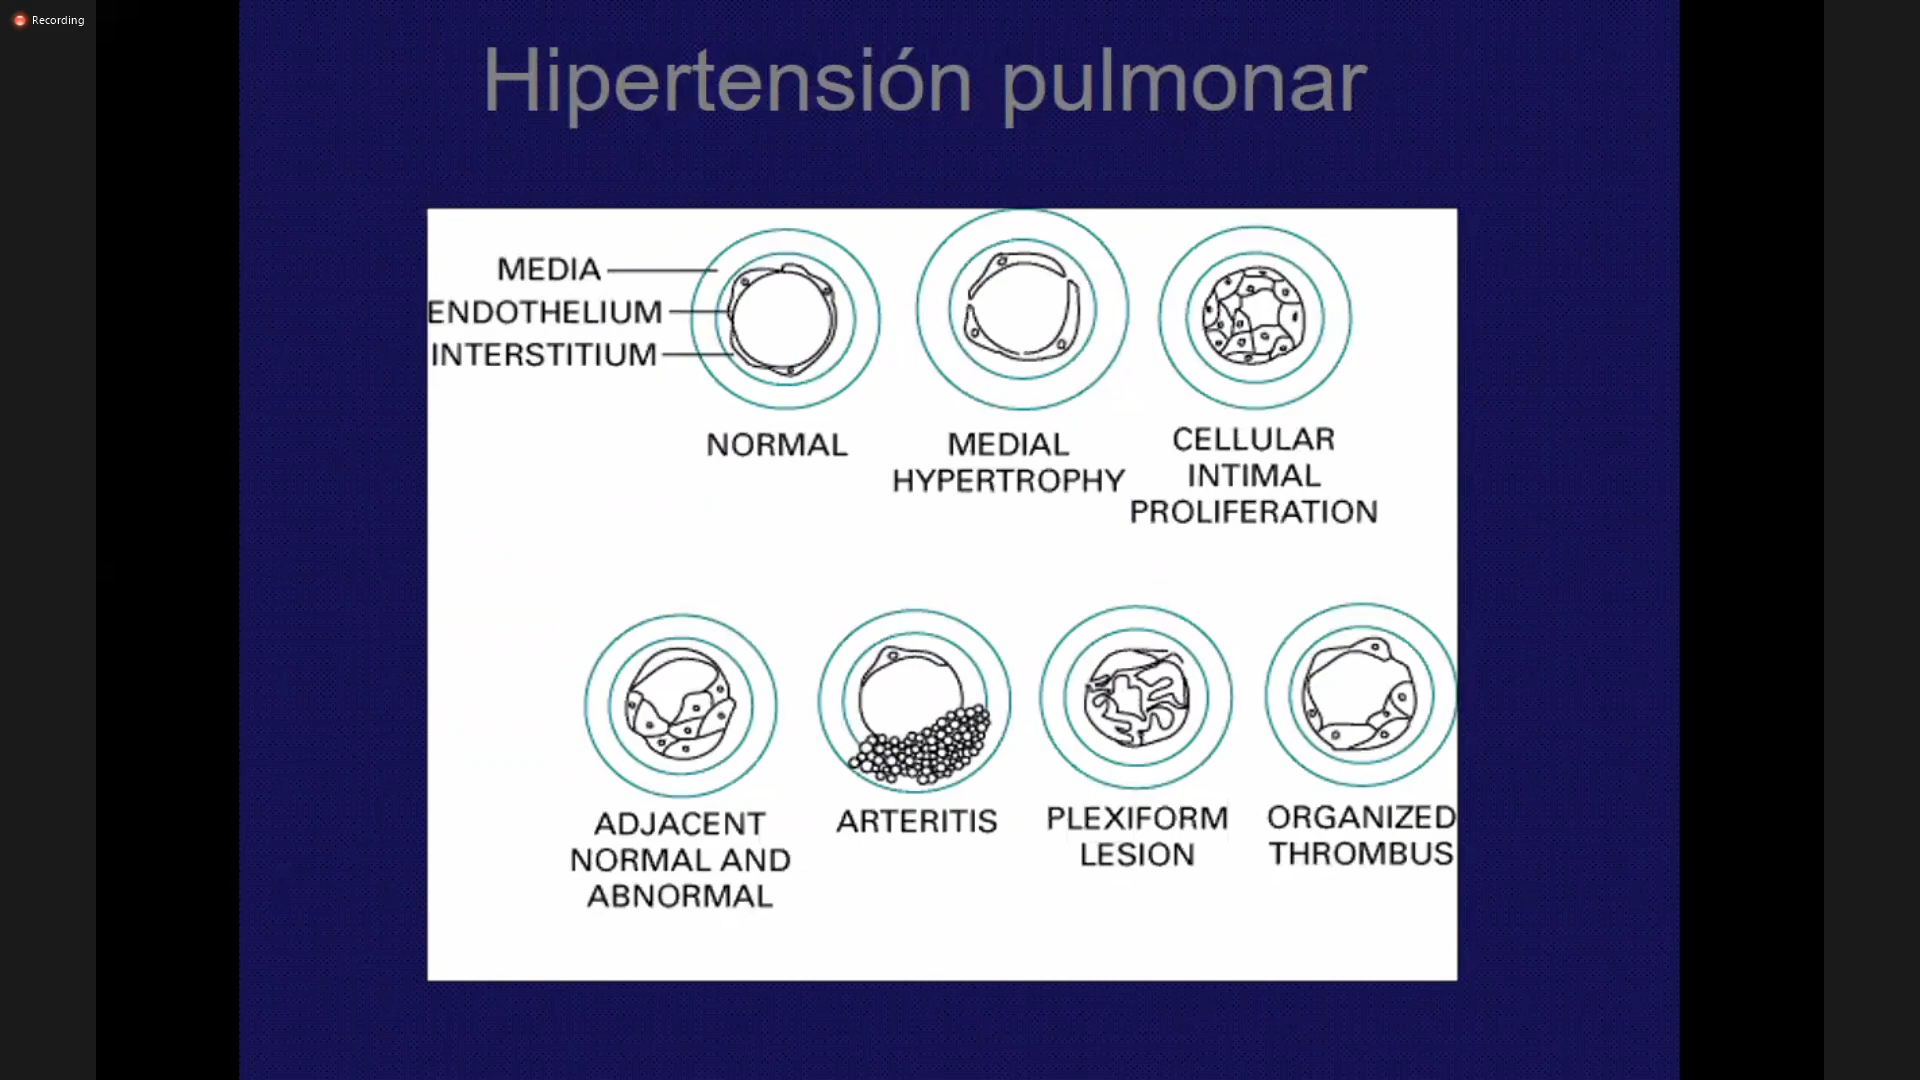 Recording
Hipertensión pulmonar
MEDIA
ENDOTHELIUM
INTERSTITIUM
NORMAL
MEDIAL
HYPERTROPHY
CELLULAR
INTIMAL
PROLIFERATION
ADJACENT
NORMAL AND
ABNORMAL
ARTERITIS
PLEXIFORM
LESION
ORGANIZED
THROMBUS